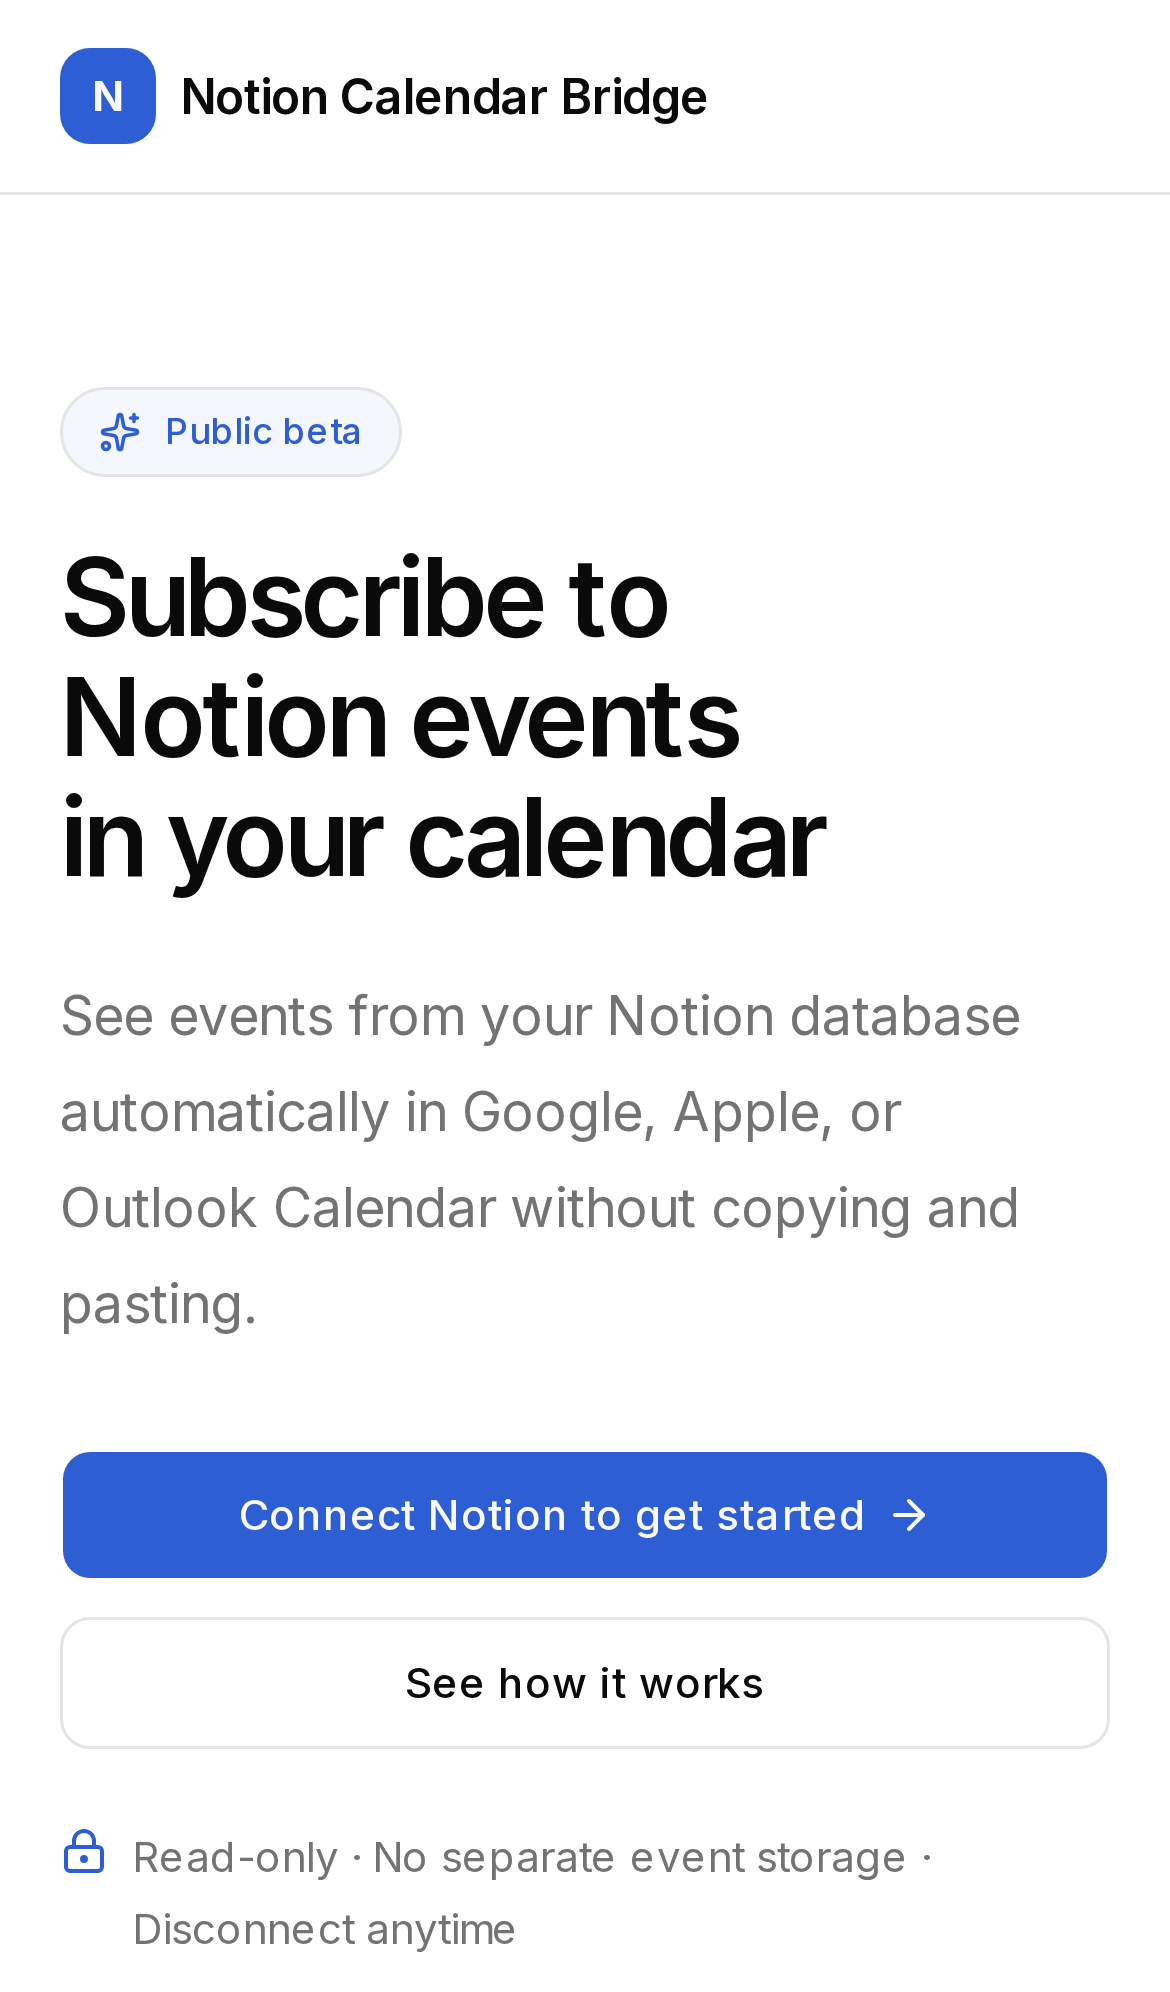 N
Notion Calendar Bridge
Public beta
Subscribe to
Notion events
in your calendar
See events from your Notion database
automatically in Google, Apple, or
Outlook Calendar without copying and
pasting.
Connect Notion to get started →
See how it works
Read-only · No separate event storage ·
Disconnect anytime